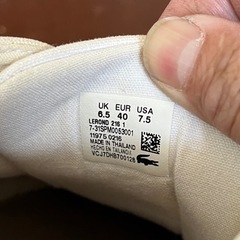 UK EUR USA
6.5 40 7.5
LEROND 216 1
7-31SPM0053001
11975 0216
MADE IN THAILAND
HECHO EN TAILANDIA
VCJ7DHB700128